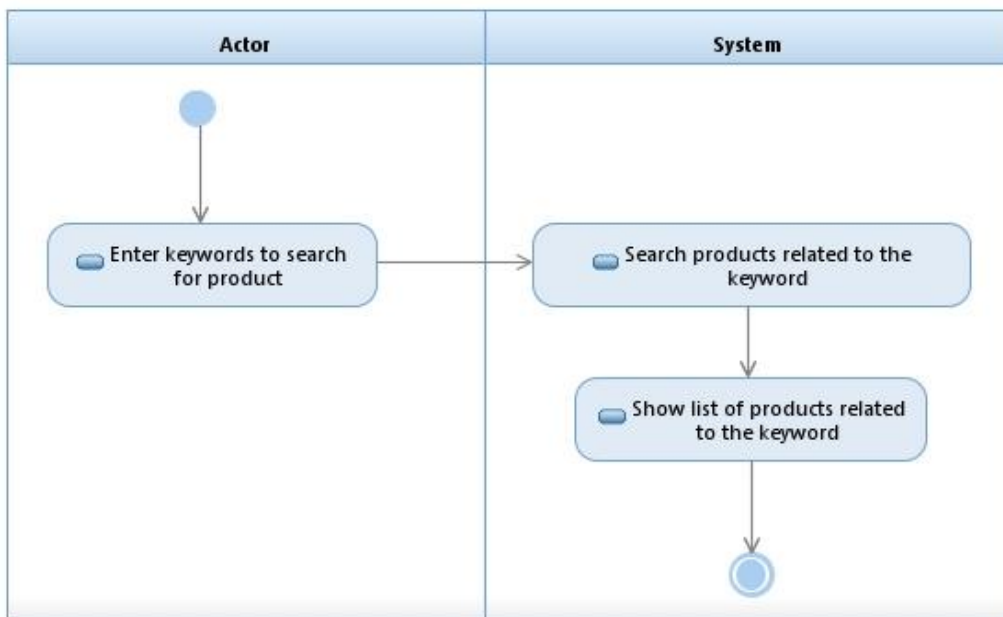 Actor
System
Enter keywords to search
for product
Search products related to the
keyword
Show list of products related
to the keyword